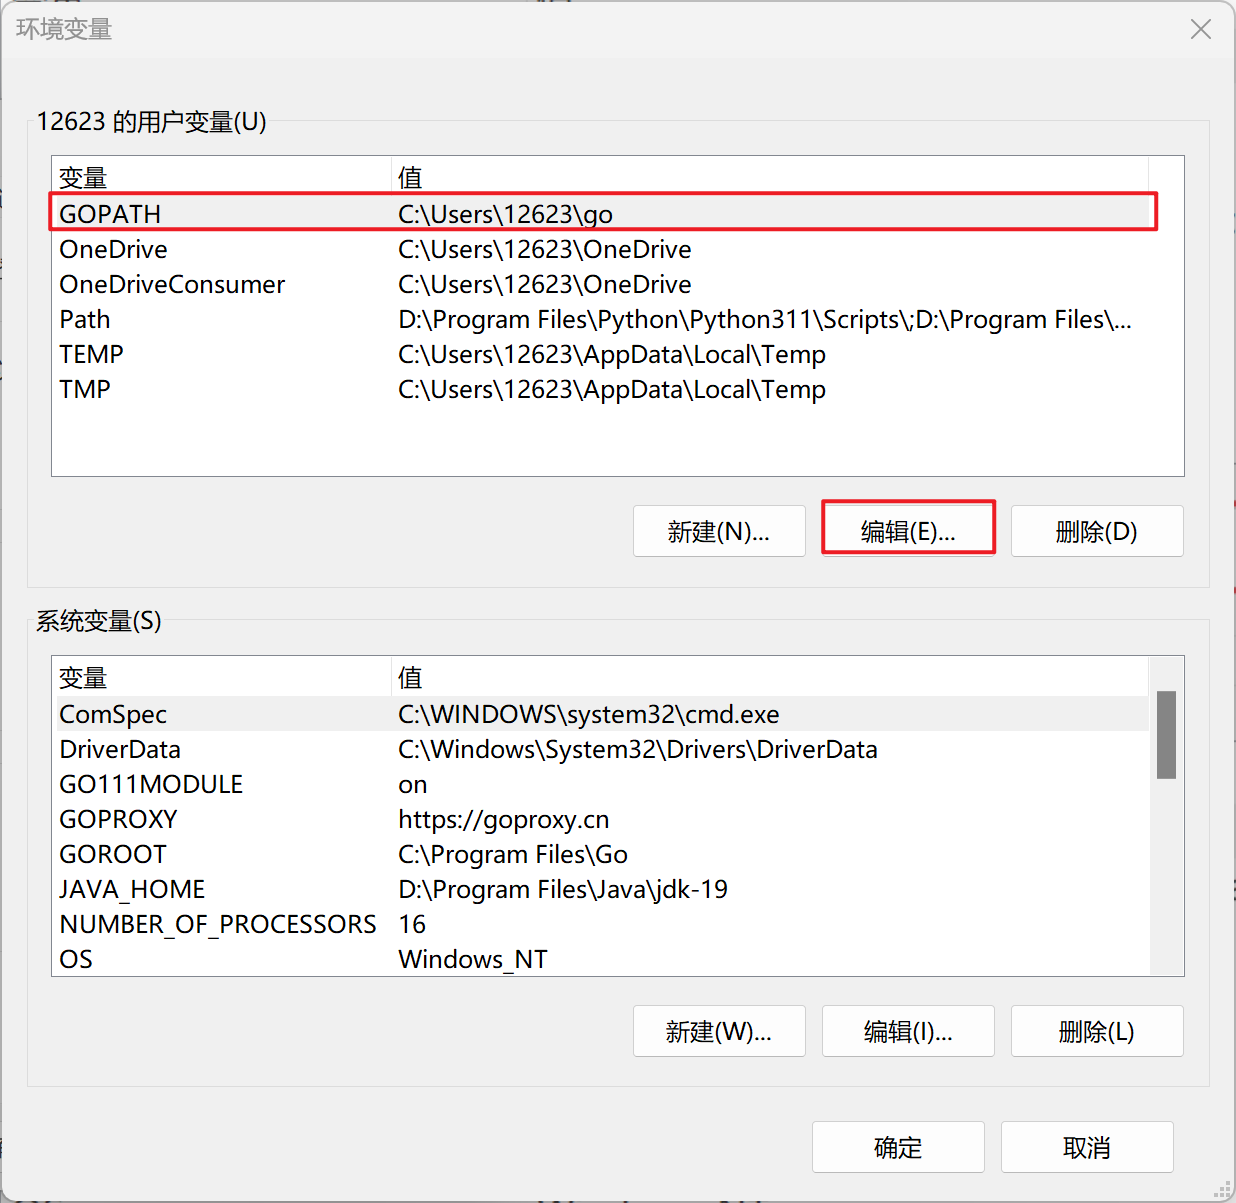 环境变量
12623 的用户变量(U)
变量 值
GOPATH C:\Users\12623\go
OneDrive C:\Users\12623\OneDrive
OneDriveConsumer C:\Users\12623\OneDrive
Path D:\Program Files\Python\Python311\Scripts\;D:\Program Files\...
TEMP C:\Users\12623\AppData\Local\Temp
TMP C:\Users\12623\AppData\Local\Temp
新建(N)... 编辑(E)... 删除(D)
系统变量(S)
变量 值
ComSpec C:\WINDOWS\system32\cmd.exe
DriverData C:\Windows\System32\Drivers\DriverData
GO111MODULE on
GOPROXY https://goproxy.cn
GOROOT C:\Program Files\Go
JAVA_HOME D:\Program Files\Java\jdk-19
NUMBER_OF_PROCESSORS 16
OS Windows_NT
新建(W)... 编辑(I)... 删除(L)
确定 取消